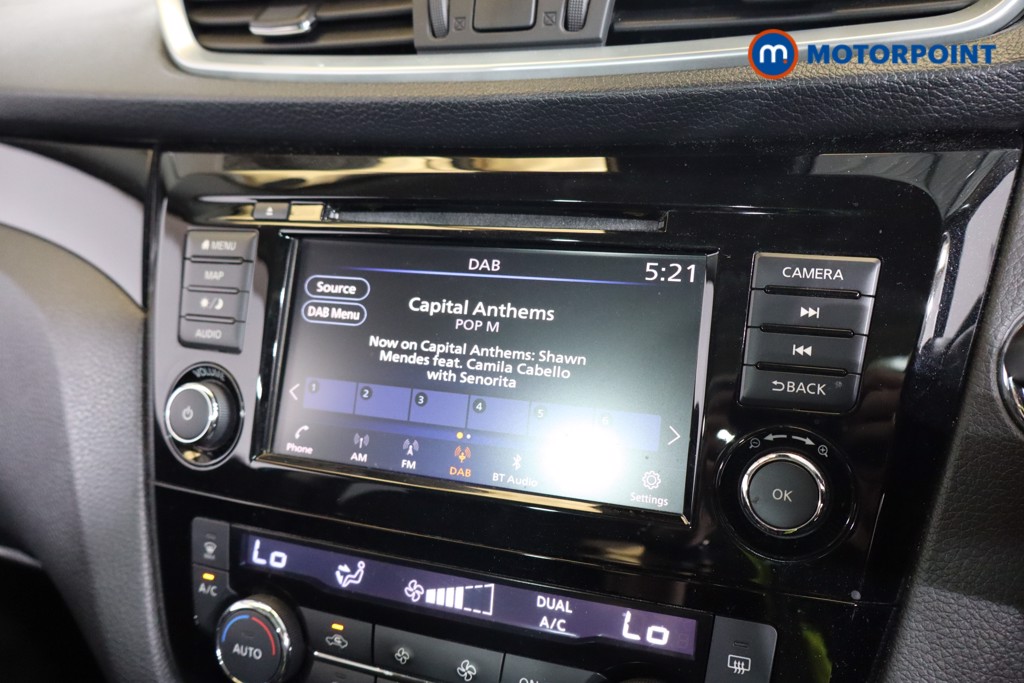 m MOTORPOINT
MENU
MAP
AUDIO
VOLUME
DAB
5:21
Source
DAB Menu
Capital Anthems
POP M
Now on Capital Anthems: Shawn
Mendes feat. Camila Cabello
with Senorita
1 2 3 4 5 6
Phone AM FM DAB BT Audio Settings
CAMERA
BACK
OK
Lo DUAL Lo
A/C
A/C
AUTO